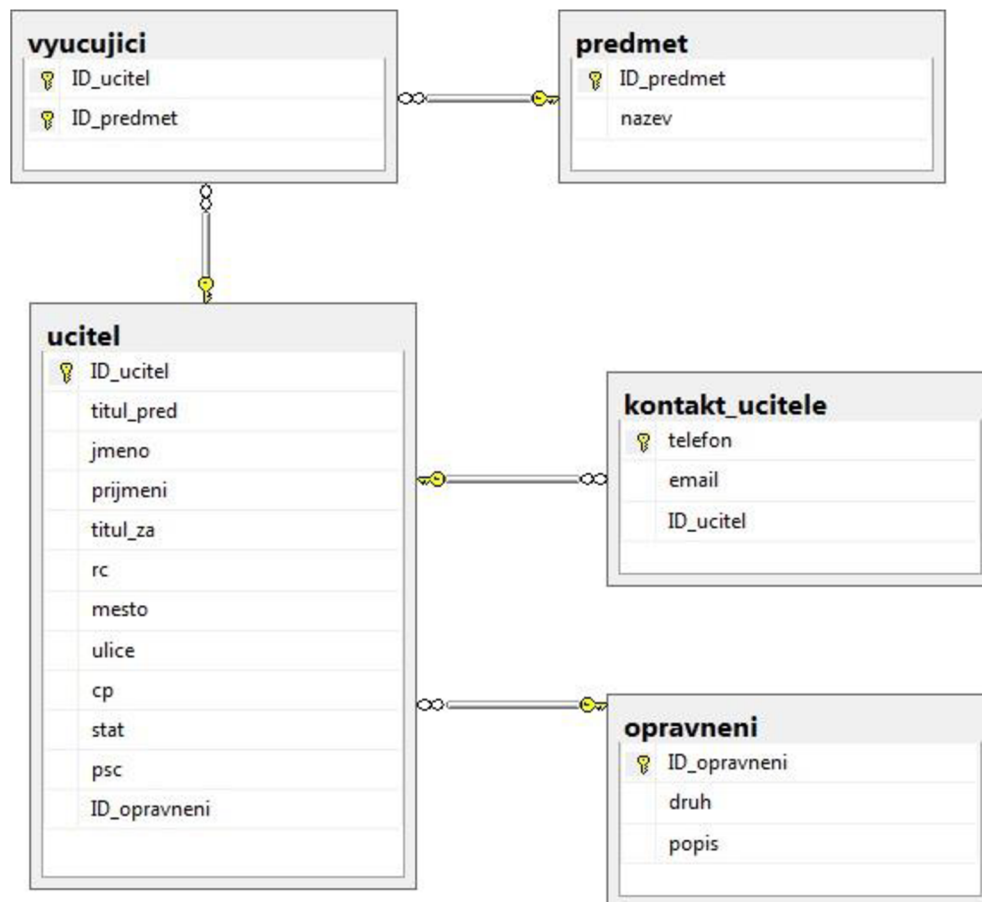 vyucujici
ID_ucitel
ID_predmet
predmet
ID_predmet
nazev
ucitel
ID_ucitel
titul_pred
jmeno
prijmeni
titul_za
rc
mesto
ulice
cp
stat
psc
ID_opravneni
kontakt_ucitele
telefon
email
ID_ucitel
opravneni
ID_opravneni
druh
popis